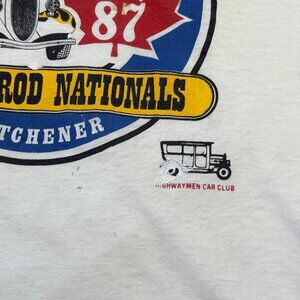 87
ROD NATIONALS
TCHENER
HIGHWAYMEN CAR CLUB